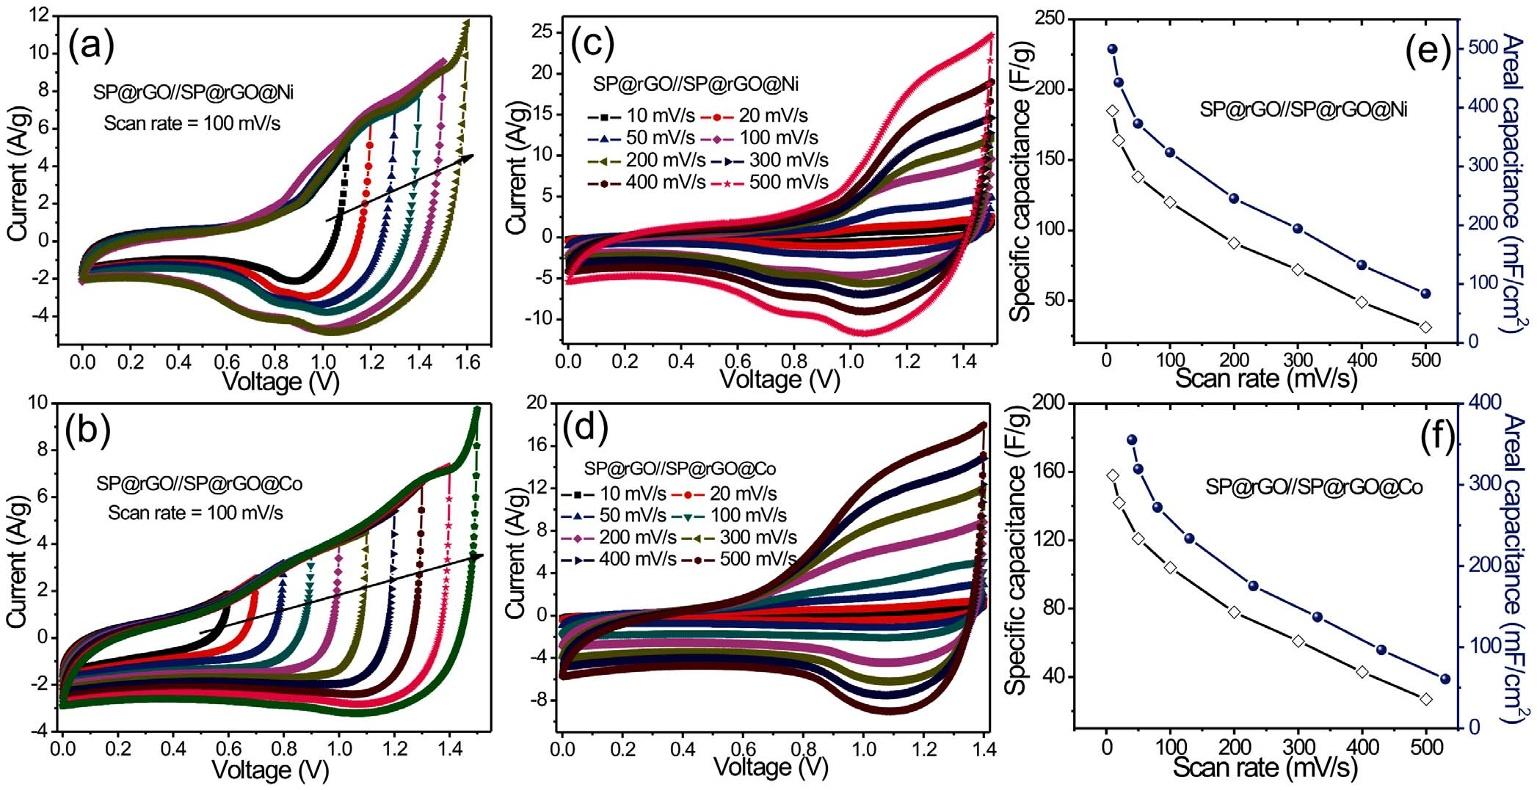 (a)
SP@rGO//SP@rGO@Ni
Scan rate = 100 mV/s
Current (A/g)
12
10
8
6
4
2
0
-2
-4
0.0 0.2 0.4 0.6 0.8 1.0 1.2 1.4 1.6
Voltage (V)
(c)
SP@rGO//SP@rGO@Ni
10 mV/s 20 mV/s
50 mV/s 100 mV/s
200 mV/s 300 mV/s
400 mV/s 500 mV/s
Current (A/g)
25
20
15
10
5
0
-5
-10
0.0 0.2 0.4 0.6 0.8 1.0 1.2 1.4
Voltage (V)
(e)
SP@rGO//SP@rGO@Ni
Specific capacitance (F/g)
250
200
150
100
50
Areal capacitance (mF/cm²)
500
400
300
200
100
0
0 100 200 300 400 500
Scan rate (mV/s)
(b)
SP@rGO//SP@rGO@Co
Scan rate = 100 mV/s
Current (A/g)
10
8
6
4
2
0
-2
-4
0.0 0.2 0.4 0.6 0.8 1.0 1.2 1.4
Voltage (V)
(d)
SP@rGO//SP@rGO@Co
10 mV/s 20 mV/s
50 mV/s 100 mV/s
200 mV/s 300 mV/s
400 mV/s 500 mV/s
Current (A/g)
20
16
12
8
4
0
-4
-8
0.0 0.2 0.4 0.6 0.8 1.0 1.2 1.4
Voltage (V)
(f)
SP@rGO//SP@rGO@Co
Specific capacitance (F/g)
200
160
120
80
40
Areal capacitance (mF/cm²)
400
300
200
100
0
0 100 200 300 400 500
Scan rate (mV/s)